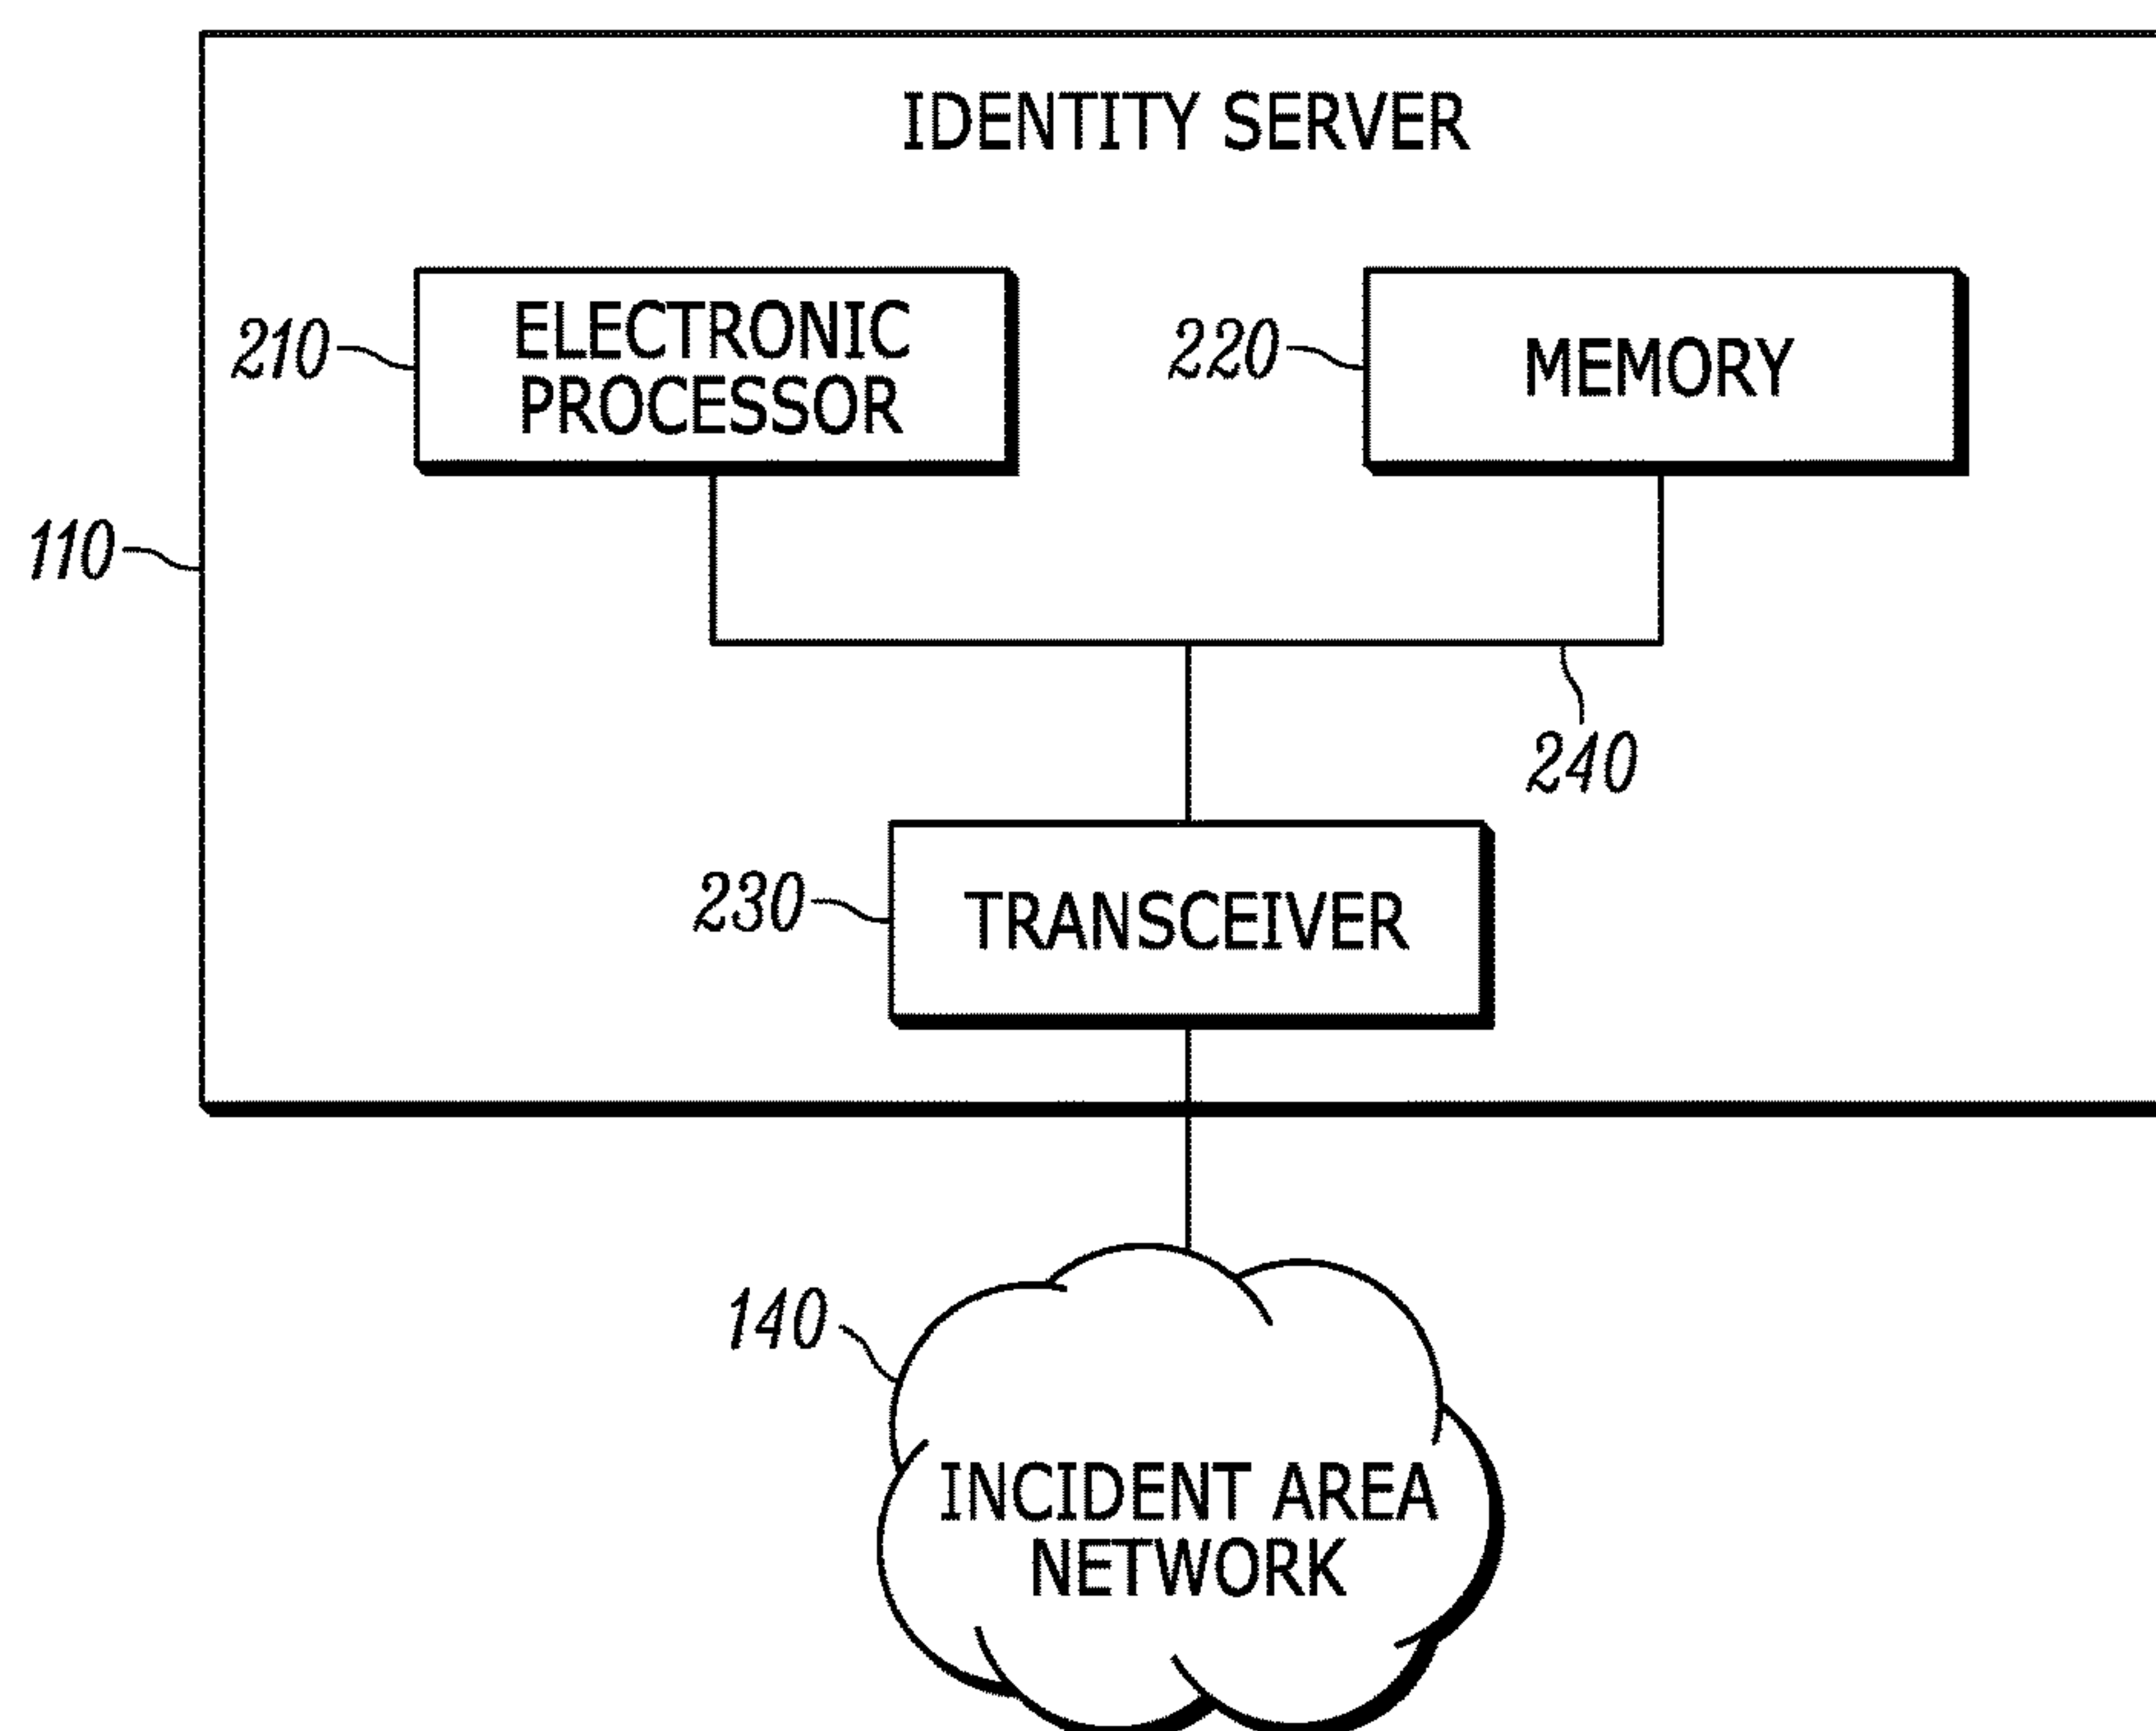 IDENTITY SERVER
210
ELECTRONIC
PROCESSOR
220
MEMORY
110
240
230
TRANSCEIVER
140
INCIDENT AREA
NETWORK